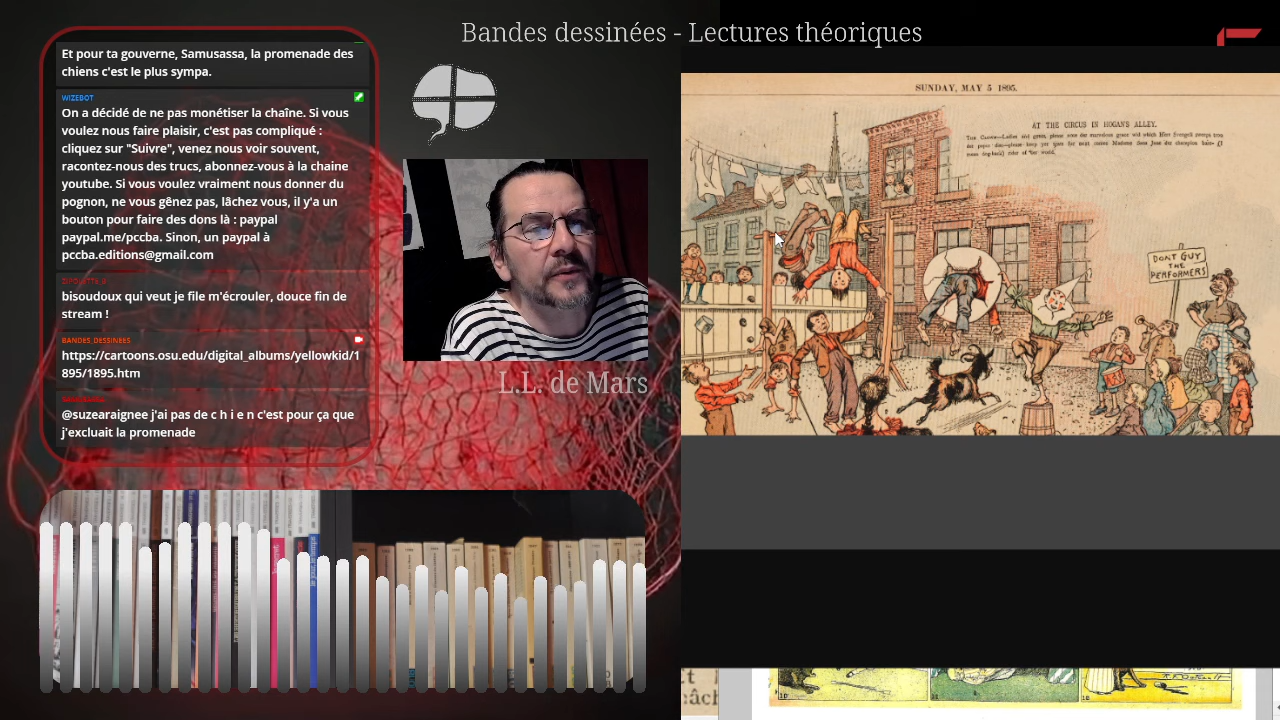 Bandes dessinées - Lectures théoriques
Et pour ta gouverne, Samusassa, la promenade des
chiens c'est le plus sympa.
WIZEBOT
On a décidé de ne pas monétiser la chaîne. Si vous
voulez nous faire plaisir, c'est pas compliqué :
cliquez sur "Suivre", venez nous voir souvent,
racontez-nous des trucs, abonnez-vous à la chaine
youtube. Si vous voulez vraiment nous donner du
pognon, ne vous gênez pas, lâchez vous, il y'a un
bouton pour faire des dons là : paypal
paypal.me/pccba. Sinon, un paypal à
pccba.editions@gmail.com
bisoudoux qui veut je file m'écrouler, douce fin de
stream !
BANDES_DESSINEES
https://cartoons.osu.edu/digital_albums/yellowkid/1
895/1895.htm
@suzearaignee j'ai pas de c h i e n c'est pour ça que
j'excluait la promenade
L.L. de Mars
SUNDAY, MAY 5 1895.
AT THE CIRCUS IN HOGAN'S ALLEY.
DONT GUY
THE
PERFORMERS